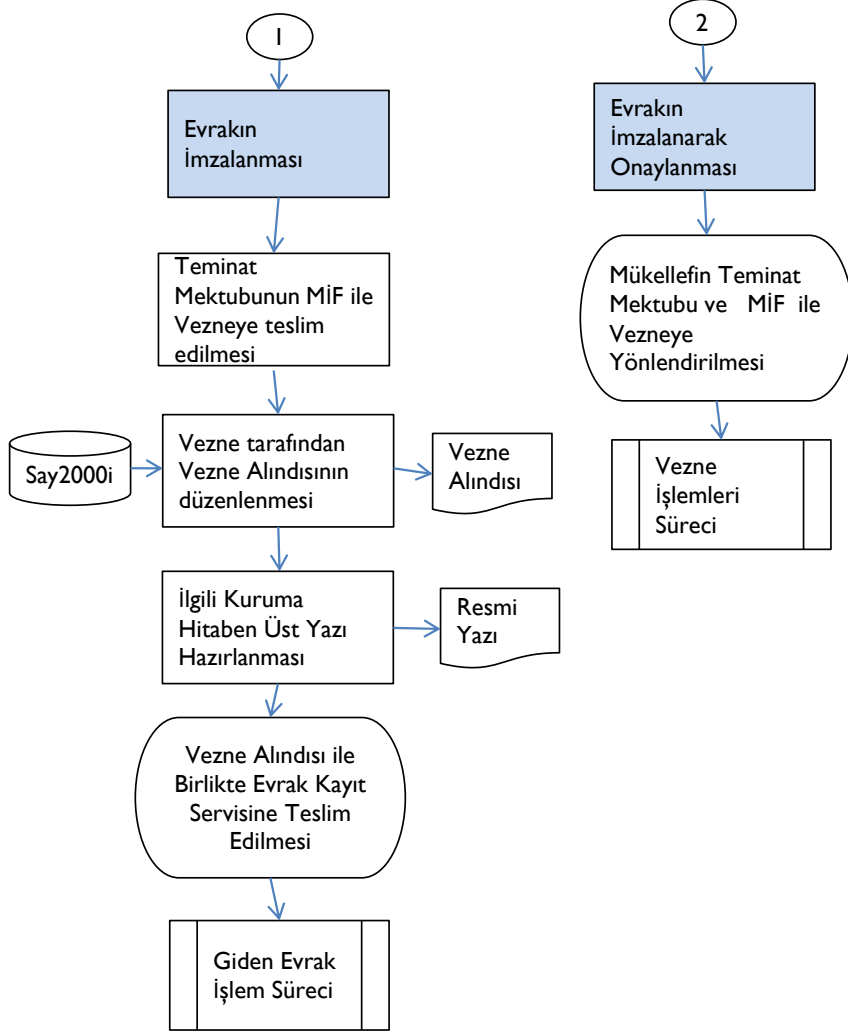 1
Evrakın
İmzalanması
Teminat
Mektubunun MİF ile
Vezneye teslim
edilmesi
Say2000i
Vezne tarafından
Vezne Alındısının
düzenlenmesi
Vezne
Alındısı
İlgili Kuruma
Hitaben Üst Yazı
Hazırlanması
Resmi
Yazı
Vezne Alındısı ile
Birlikte Evrak Kayıt
Servisine Teslim
Edilmesi
Giden Evrak
İşlem Süreci
2
Evrakın
İmzalanarak
Onaylanması
Mükellefin Teminat
Mektubu ve MİF ile
Vezneye
Yönlendirilmesi
Vezne
İşlemleri
Süreci